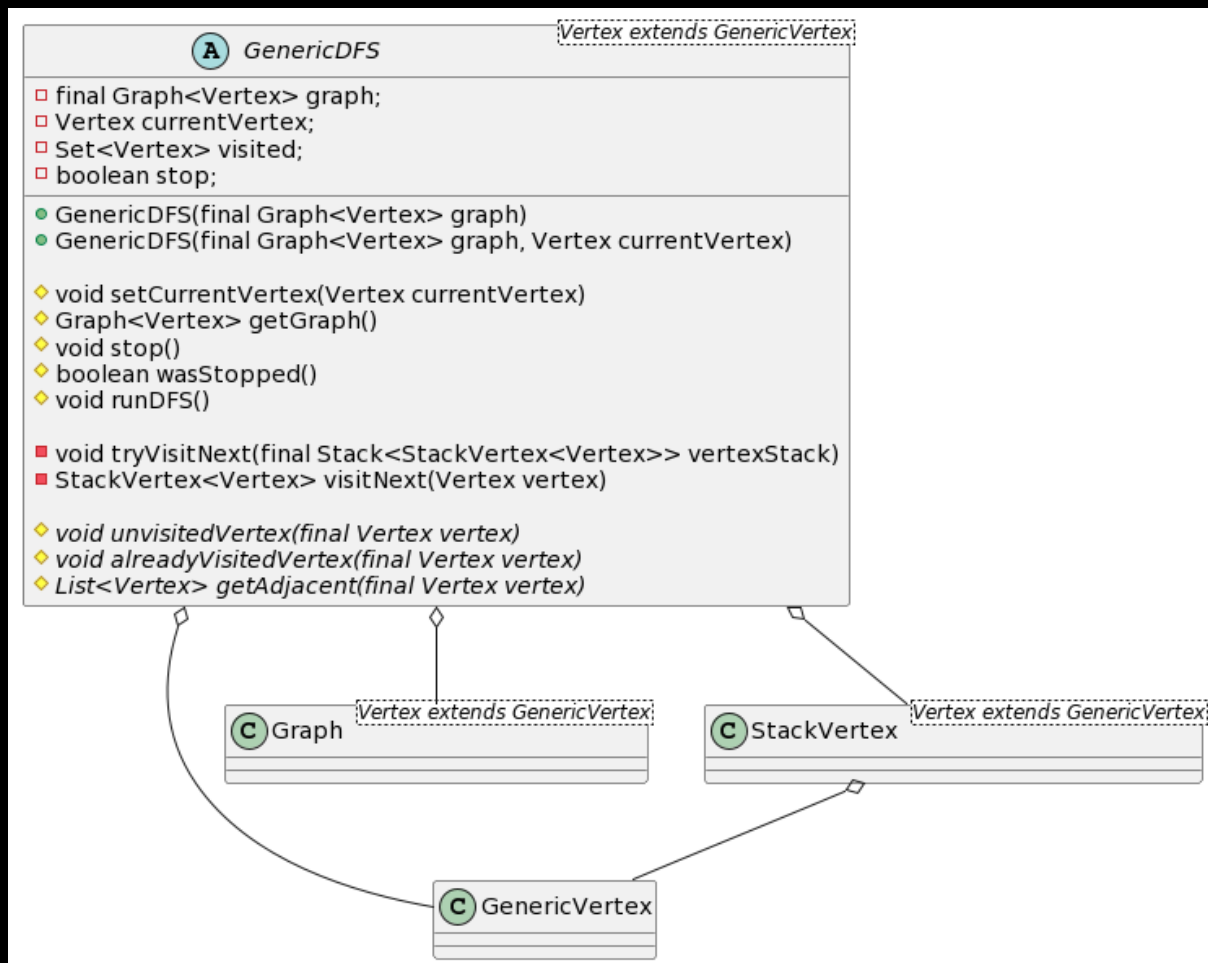 Vertex extends GenericVertex
A GenericDFS
final Graph<Vertex> graph;
Vertex currentVertex;
Set<Vertex> visited;
boolean stop;
GenericDFS(final Graph<Vertex> graph)
GenericDFS(final Graph<Vertex> graph, Vertex currentVertex)
void setCurrentVertex(Vertex currentVertex)
Graph<Vertex> getGraph()
void stop()
boolean wasStopped()
void runDFS()
void tryVisitNext(final Stack<StackVertex<Vertex>> vertexStack)
StackVertex<Vertex> visitNext(Vertex vertex)
void unvisitedVertex(final Vertex vertex)
void alreadyVisitedVertex(final Vertex vertex)
List<Vertex> getAdjacent(final Vertex vertex)
Vertex extends GenericVertex
C Graph
Vertex extends GenericVertex
C StackVertex
C GenericVertex